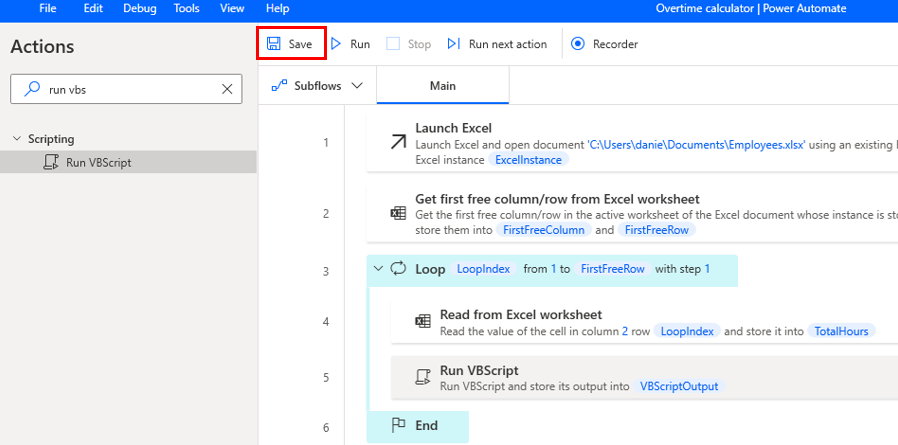 File Edit Debug Tools View Help Overtime calculator | Power Automate
Actions
Save Run Stop Run next action Recorder
run vbs
Subflows Main
Scripting
Run VBScript
1 Launch Excel
Launch Excel and open document 'C:\Users\danie\Documents\Employees.xlsx' using an existing
Excel instance ExcelInstance
2 Get first free column/row from Excel worksheet
Get the first free column/row in the active worksheet of the Excel document whose instance is sto
store them into FirstFreeColumn and FirstFreeRow
3 Loop LoopIndex from 1 to FirstFreeRow with step 1
4 Read from Excel worksheet
Read the value of the cell in column 2 row LoopIndex and store it into TotalHours
5 Run VBScript
Run VBScript and store its output into VBScriptOutput
6 End